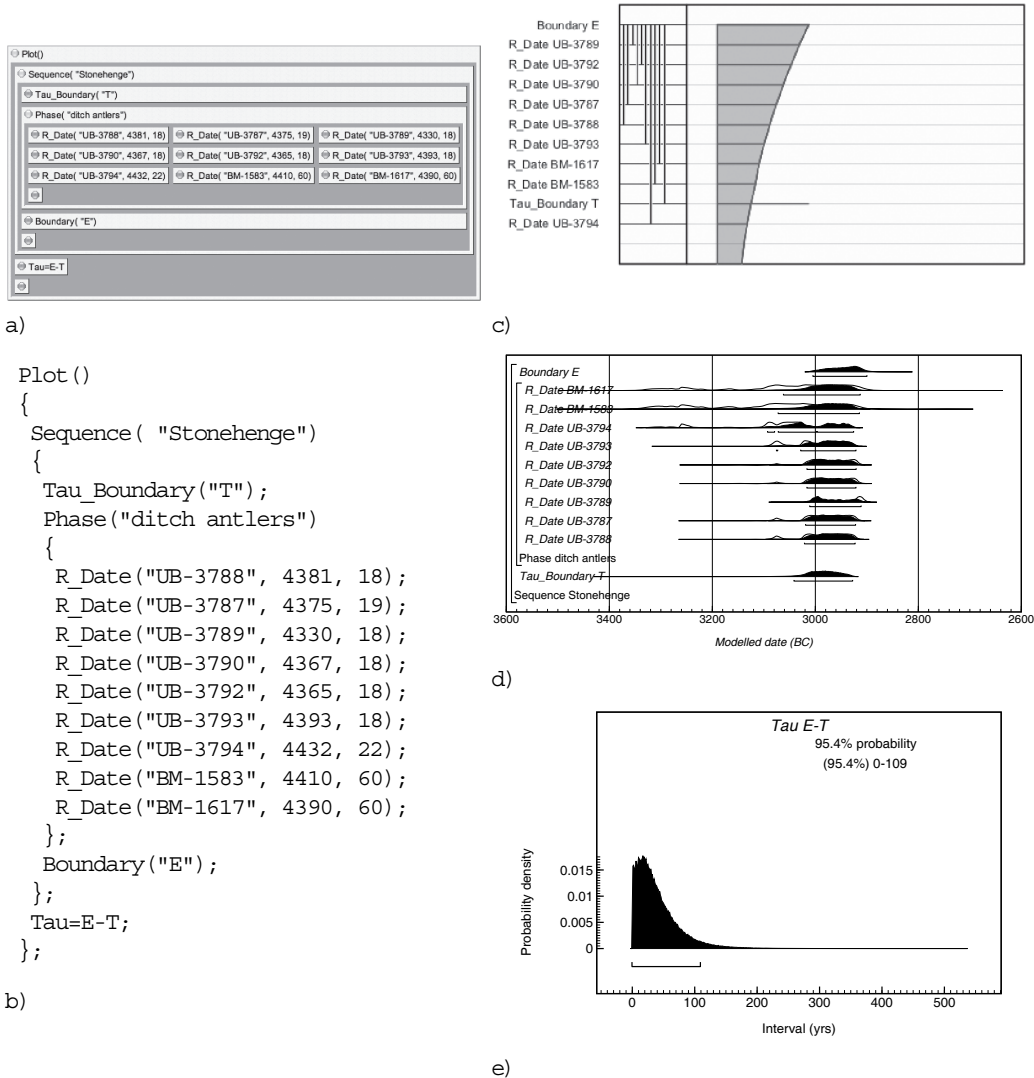 Plot()
Sequence( "Stonehenge")
Tau_Boundary( "T")
Phase( "ditch antlers")
R_Date( "UB-3788", 4381, 18) R_Date( "UB-3787", 4375, 19) R_Date( "UB-3789", 4330, 18)
R_Date( "UB-3790", 4367, 18) R_Date( "UB-3792", 4365, 18) R_Date( "UB-3793", 4393, 18)
R_Date( "UB-3794", 4432, 22) R_Date( "BM-1583", 4410, 60) R_Date( "BM-1617", 4390, 60)
Boundary( "E")
Tau=E-T
a)
Plot()
{
Sequence( "Stonehenge")
{
Tau_Boundary("T");
Phase("ditch antlers")
{
R_Date("UB-3788", 4381, 18);
R_Date("UB-3787", 4375, 19);
R_Date("UB-3789", 4330, 18);
R_Date("UB-3790", 4367, 18);
R_Date("UB-3792", 4365, 18);
R_Date("UB-3793", 4393, 18);
R_Date("UB-3794", 4432, 22);
R_Date("BM-1583", 4410, 60);
R_Date("BM-1617", 4390, 60);
};
Boundary("E");
};
Tau=E-T;
};
b)
Boundary E
R_Date UB-3789
R_Date UB-3792
R_Date UB-3790
R_Date UB-3787
R_Date UB-3788
R_Date UB-3793
R_Date BM-1617
R_Date BM-1583
Tau_Boundary T
R_Date UB-3794
c)
Boundary E
R_Date BM-1617
R_Date BM-1583
R_Date UB-3794
R_Date UB-3793
R_Date UB-3792
R_Date UB-3790
R_Date UB-3789
R_Date UB-3787
R_Date UB-3788
Phase ditch antlers
Tau_Boundary T
Sequence Stonehenge
3600 3400 3200 3000 2800 2600
Modelled date (BC)
d)
Tau E-T
95.4% probability
(95.4%) 0-109
Probability density
0.015
0.01
0.005
0
0 100 200 300 400 500
Interval (yrs)
e)